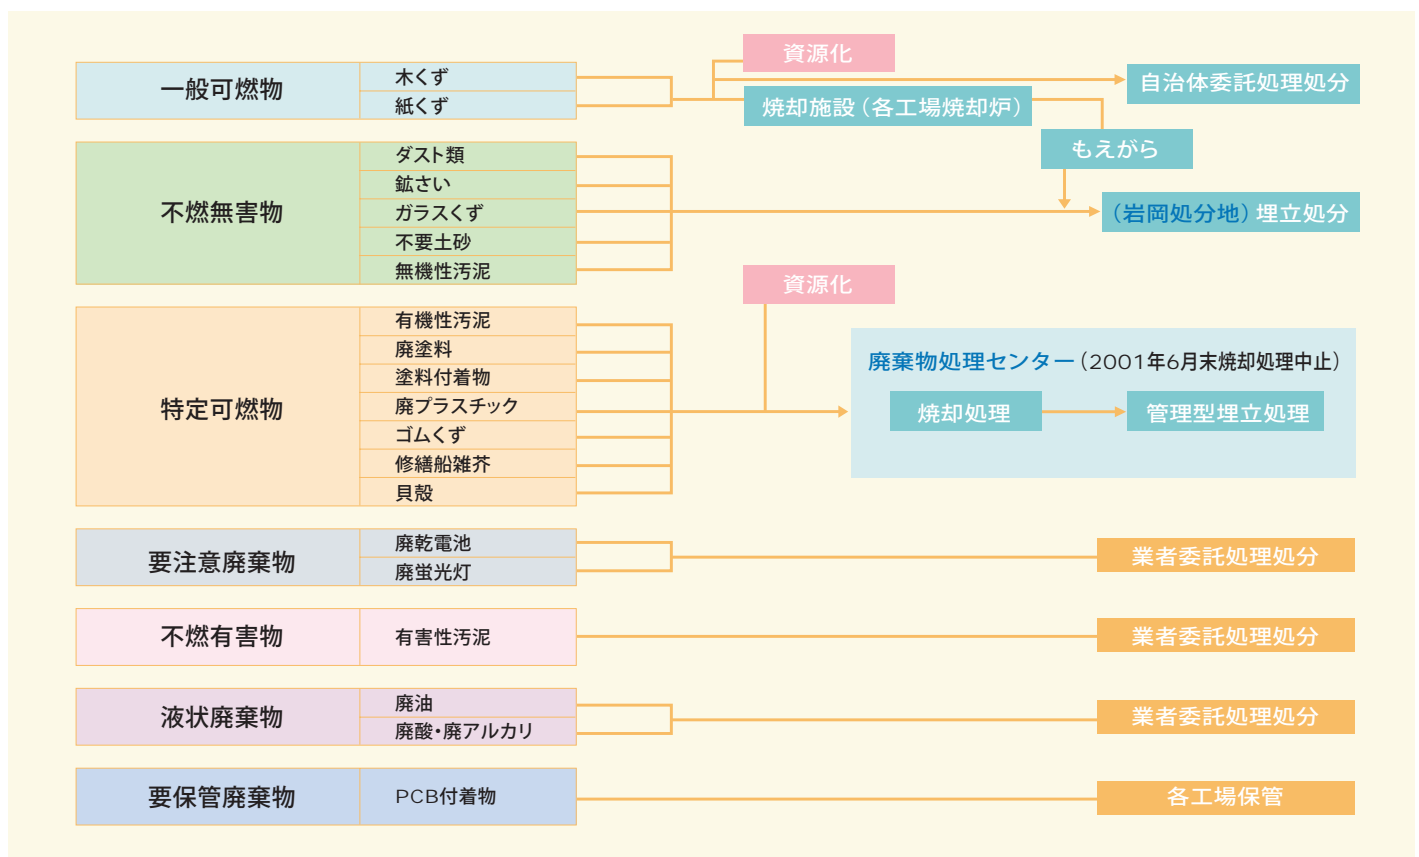 一般可燃物
木くず
紙くず
資源化
自治体委託処理処分
焼却施設（各工場焼却炉）
もえがら
不燃無害物
ダスト類
鉱さい
ガラスくず
不要土砂
無機性汚泥
（岩岡処分地）埋立処分
資源化
特定可燃物
有機性汚泥
廃塗料
塗料付着物
廃プラスチック
ゴムくず
修繕船雑芥
貝殻
廃棄物処理センター（2001年6月末焼却処理中止）
焼却処理
管理型埋立処理
要注意廃棄物
廃乾電池
廃蛍光灯
業者委託処理処分
不燃有害物
有害性汚泥
業者委託処理処分
液状廃棄物
廃油
廃酸・廃アルカリ
業者委託処理処分
要保管廃棄物
PCB付着物
各工場保管